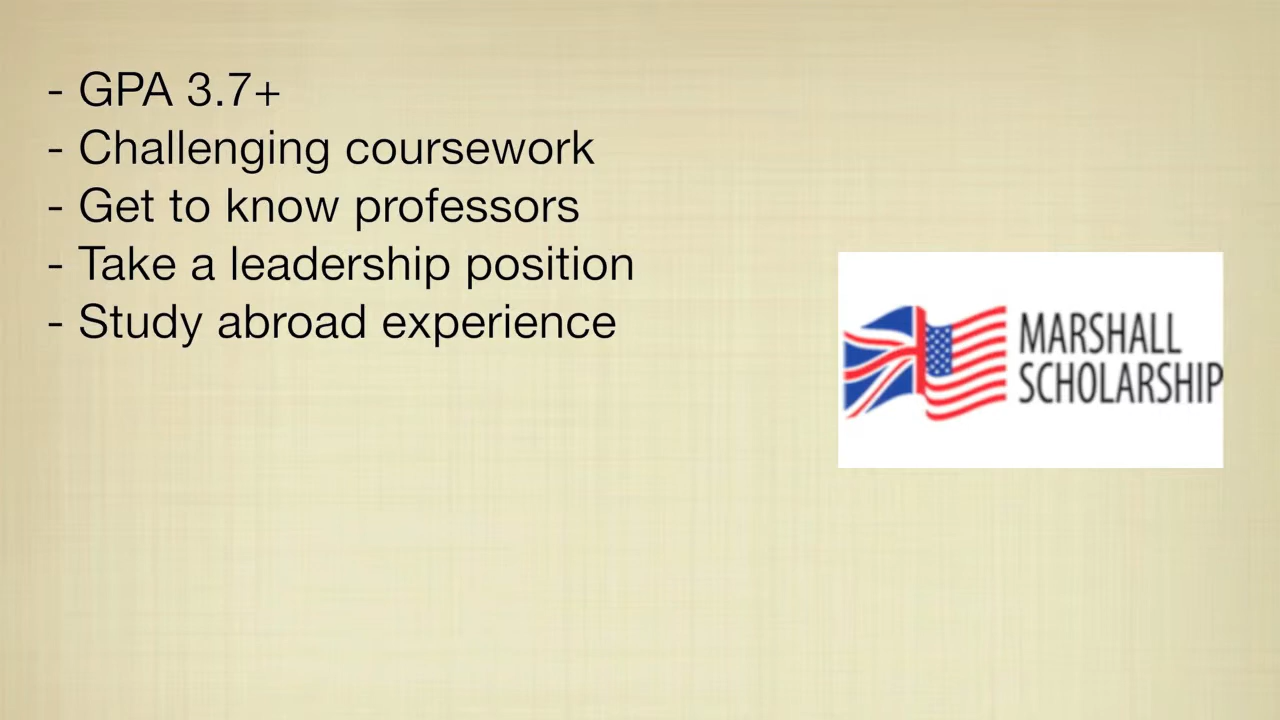 - GPA 3.7+
- Challenging coursework
- Get to know professors
- Take a leadership position
- Study abroad experience
MARSHALL
SCHOLARSHIP